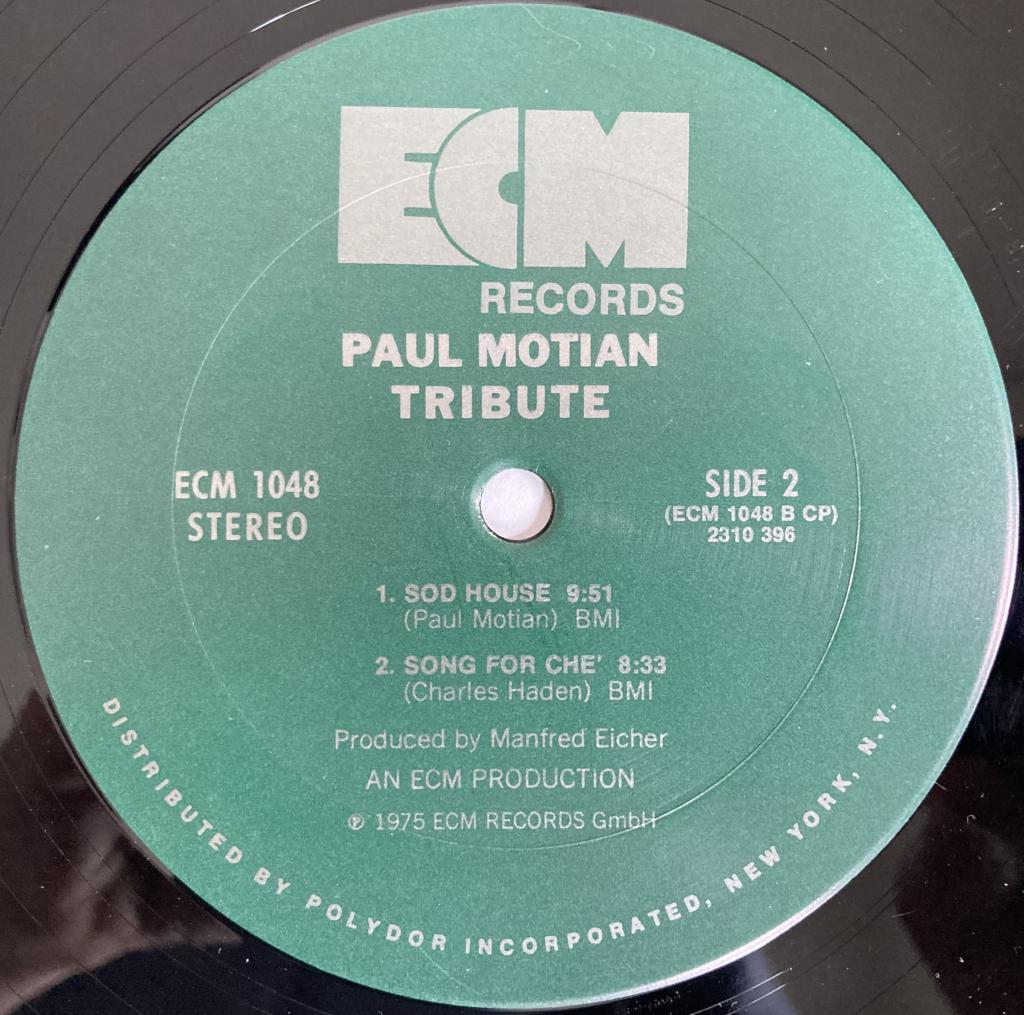 ECM
RECORDS
PAUL MOTIAN
TRIBUTE
ECM 1048
STEREO
SIDE 2
(ECM 1048 B CP)
2310 396
1. SOD HOUSE 9:51
(Paul Motian) BMI
2. SONG FOR CHE' 8:33
(Charles Haden) BMI
Produced by Manfred Eicher
AN ECM PRODUCTION
℗ 1975 ECM RECORDS GmbH
DISTRIBUTED BY POLYDOR INCORPORATED, NEW YORK, N.Y.